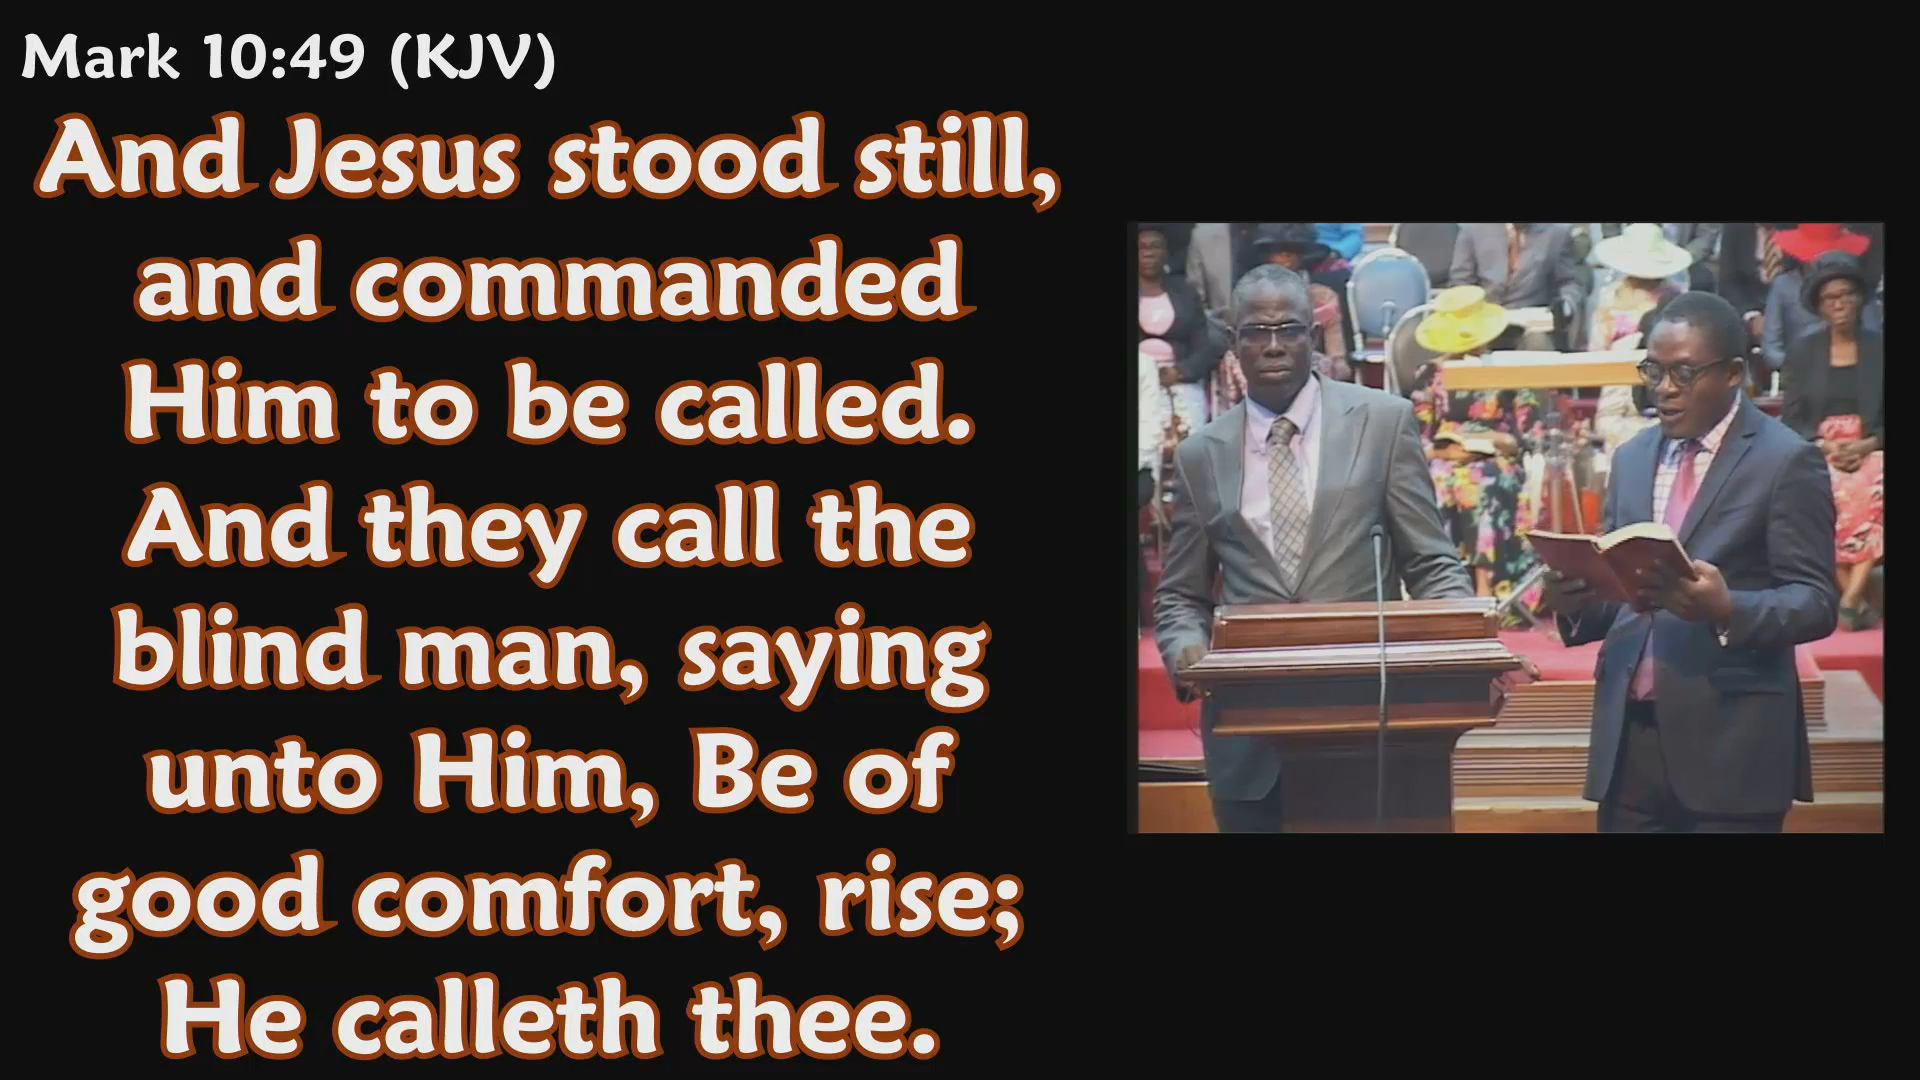 Mark 10:49 (KJV)
And Jesus stood still,
and commanded
Him to be called.
And they call the
blind man, saying
unto Him, Be of
good comfort, rise;
He calleth thee.